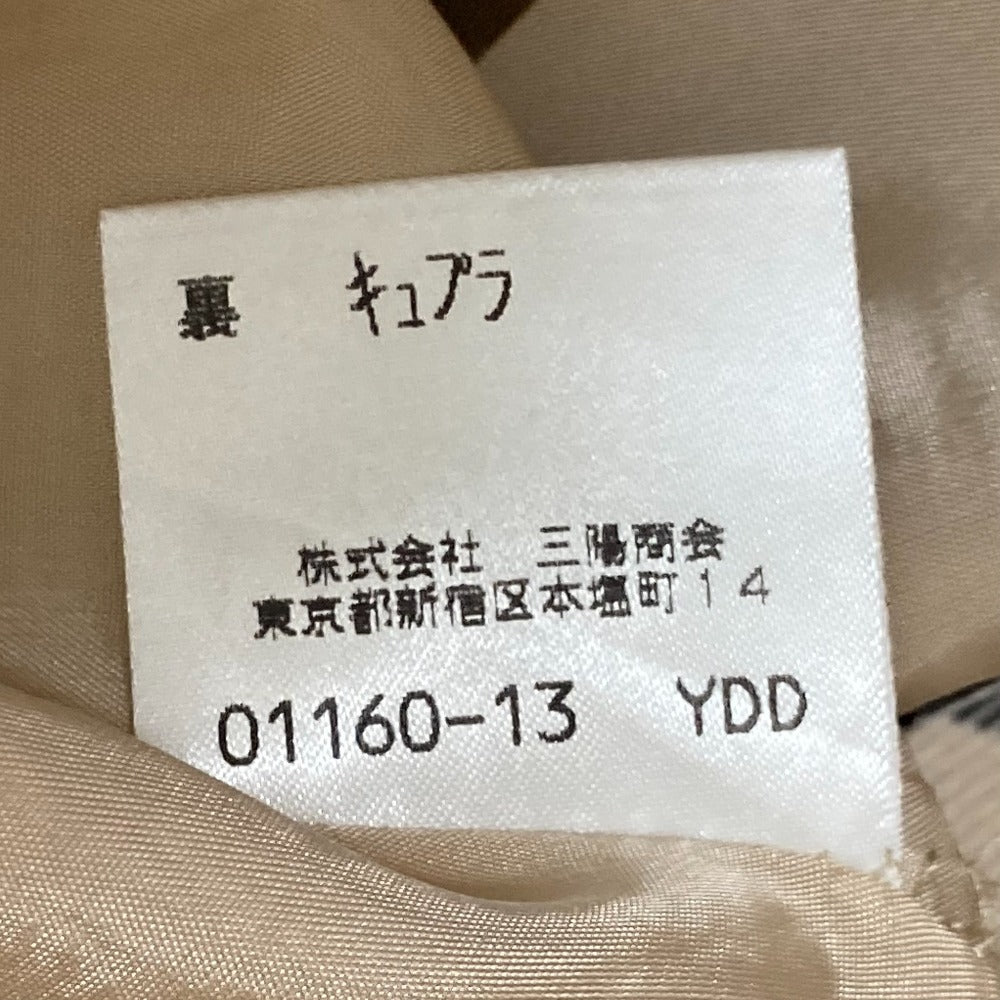 裏 キュプラ
株式会社 三陽商会
東京都新宿区本塩町14
01160-13 YDD